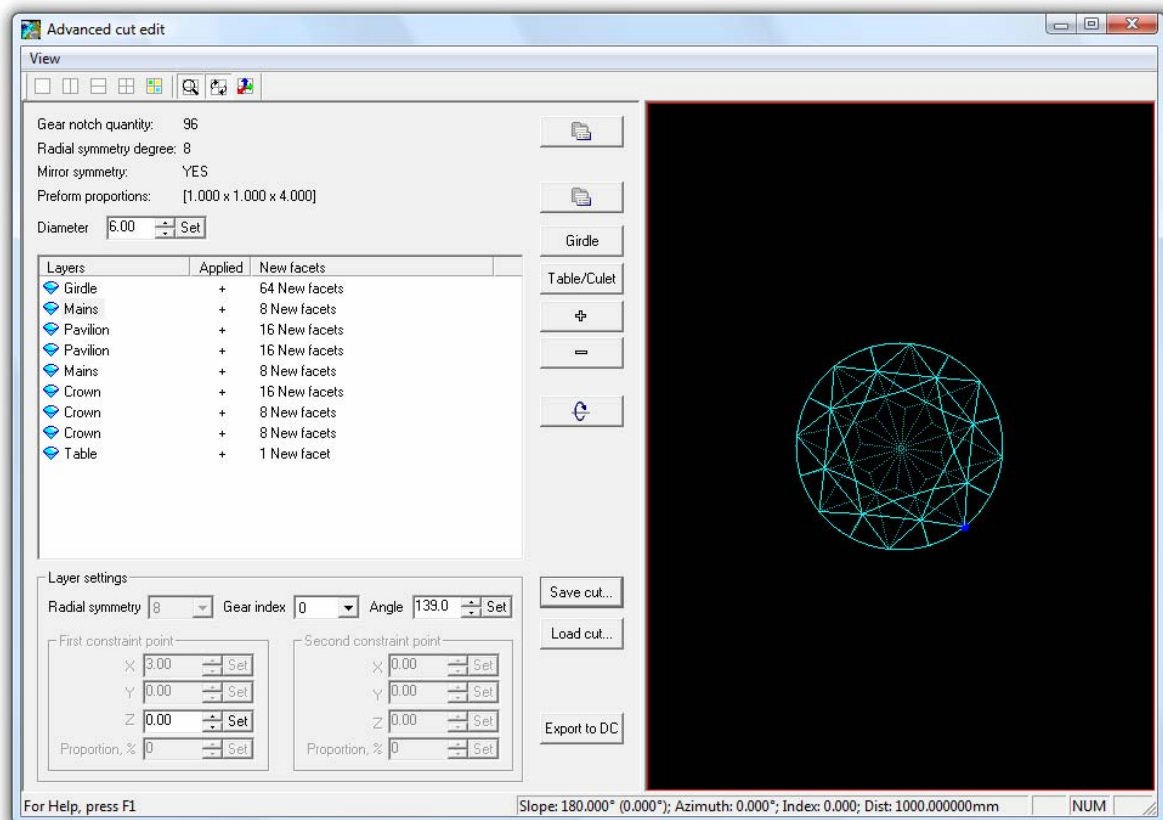 Advanced cut edit
View
Gear notch quantity: 96
Radial symmetry degree: 8
Mirror symmetry: YES
Preform proportions: [1.000 x 1.000 x 4.000]
Diameter 6.00 Set
Girdle
Table/Culet
Layers Applied New facets
Girdle + 64 New facets
Mains + 8 New facets
Pavilion + 16 New facets
Pavilion + 16 New facets
Mains + 8 New facets
Crown + 16 New facets
Crown + 8 New facets
Crown + 8 New facets
Table + 1 New facet
Layer settings
Radial symmetry 8 Gear index 0 Angle 139.0 Set
First constraint point
X 3.00 Set
Y 0.00 Set
Z 0.00 Set
Proportion, % 0 Set
Second constraint point
X 0.00 Set
Y 0.00 Set
Z 0.00 Set
Proportion, % 0 Set
Save cut...
Load cut...
Export to DC
For Help, press F1
Slope: 180.000° (0.000°); Azimuth: 0.000°; Index: 0.000; Dist: 1000.000000mm
NUM